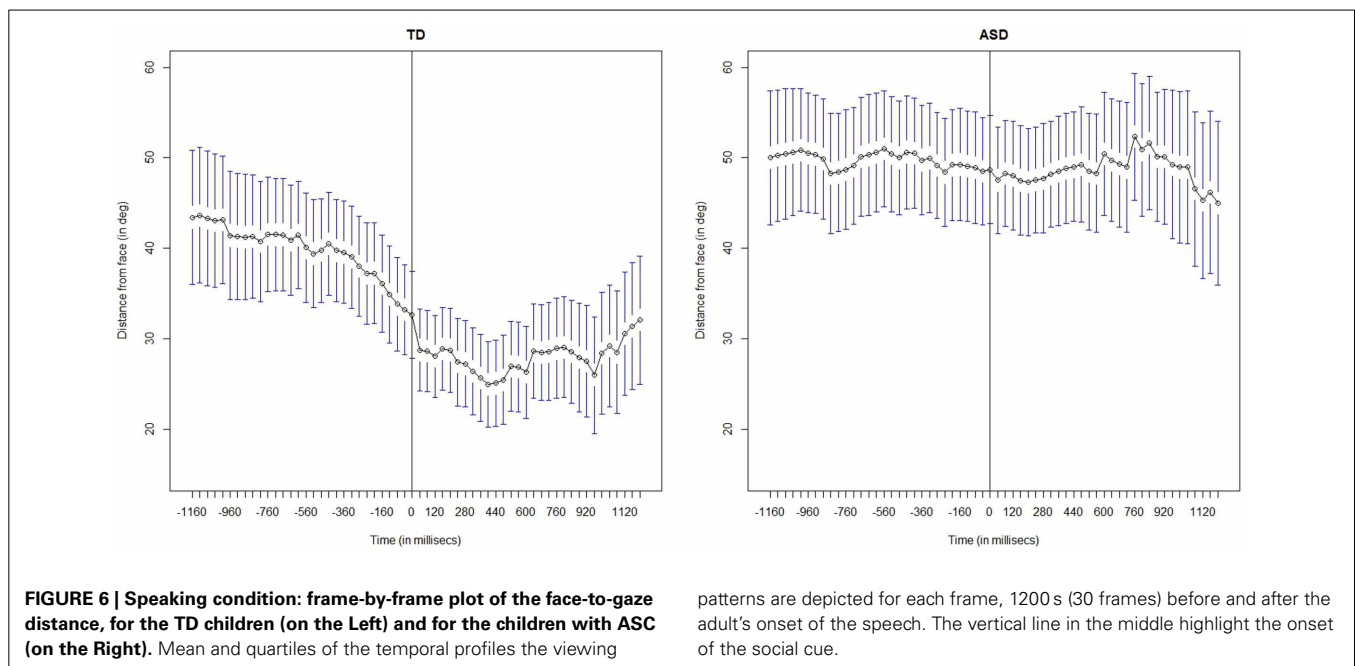 TD
60
50
40
30
20
Distance from face (in deg)
-1160 -960 -760 -560 -360 -160 0 120 280 440 600 760 920 1120
Time (in millisecs)
ASD
60
50
40
30
20
Distance from face (in deg)
-1160 -960 -760 -560 -360 -160 0 120 280 440 600 760 920 1120
Time (in millisecs)
FIGURE 6 | Speaking condition: frame-by-frame plot of the face-to-gaze
distance, for the TD children (on the Left) and for the children with ASC
(on the Right). Mean and quartiles of the temporal profiles the viewing
patterns are depicted for each frame, 1200 s (30 frames) before and after the
adult's onset of the speech. The vertical line in the middle highlight the onset
of the social cue.